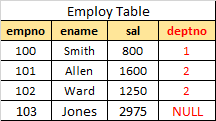 Employ Table
empno ename sal deptno
100 Smith 800 1
101 Allen 1600 2
102 Ward 1250 2
103 Jones 2975 NULL